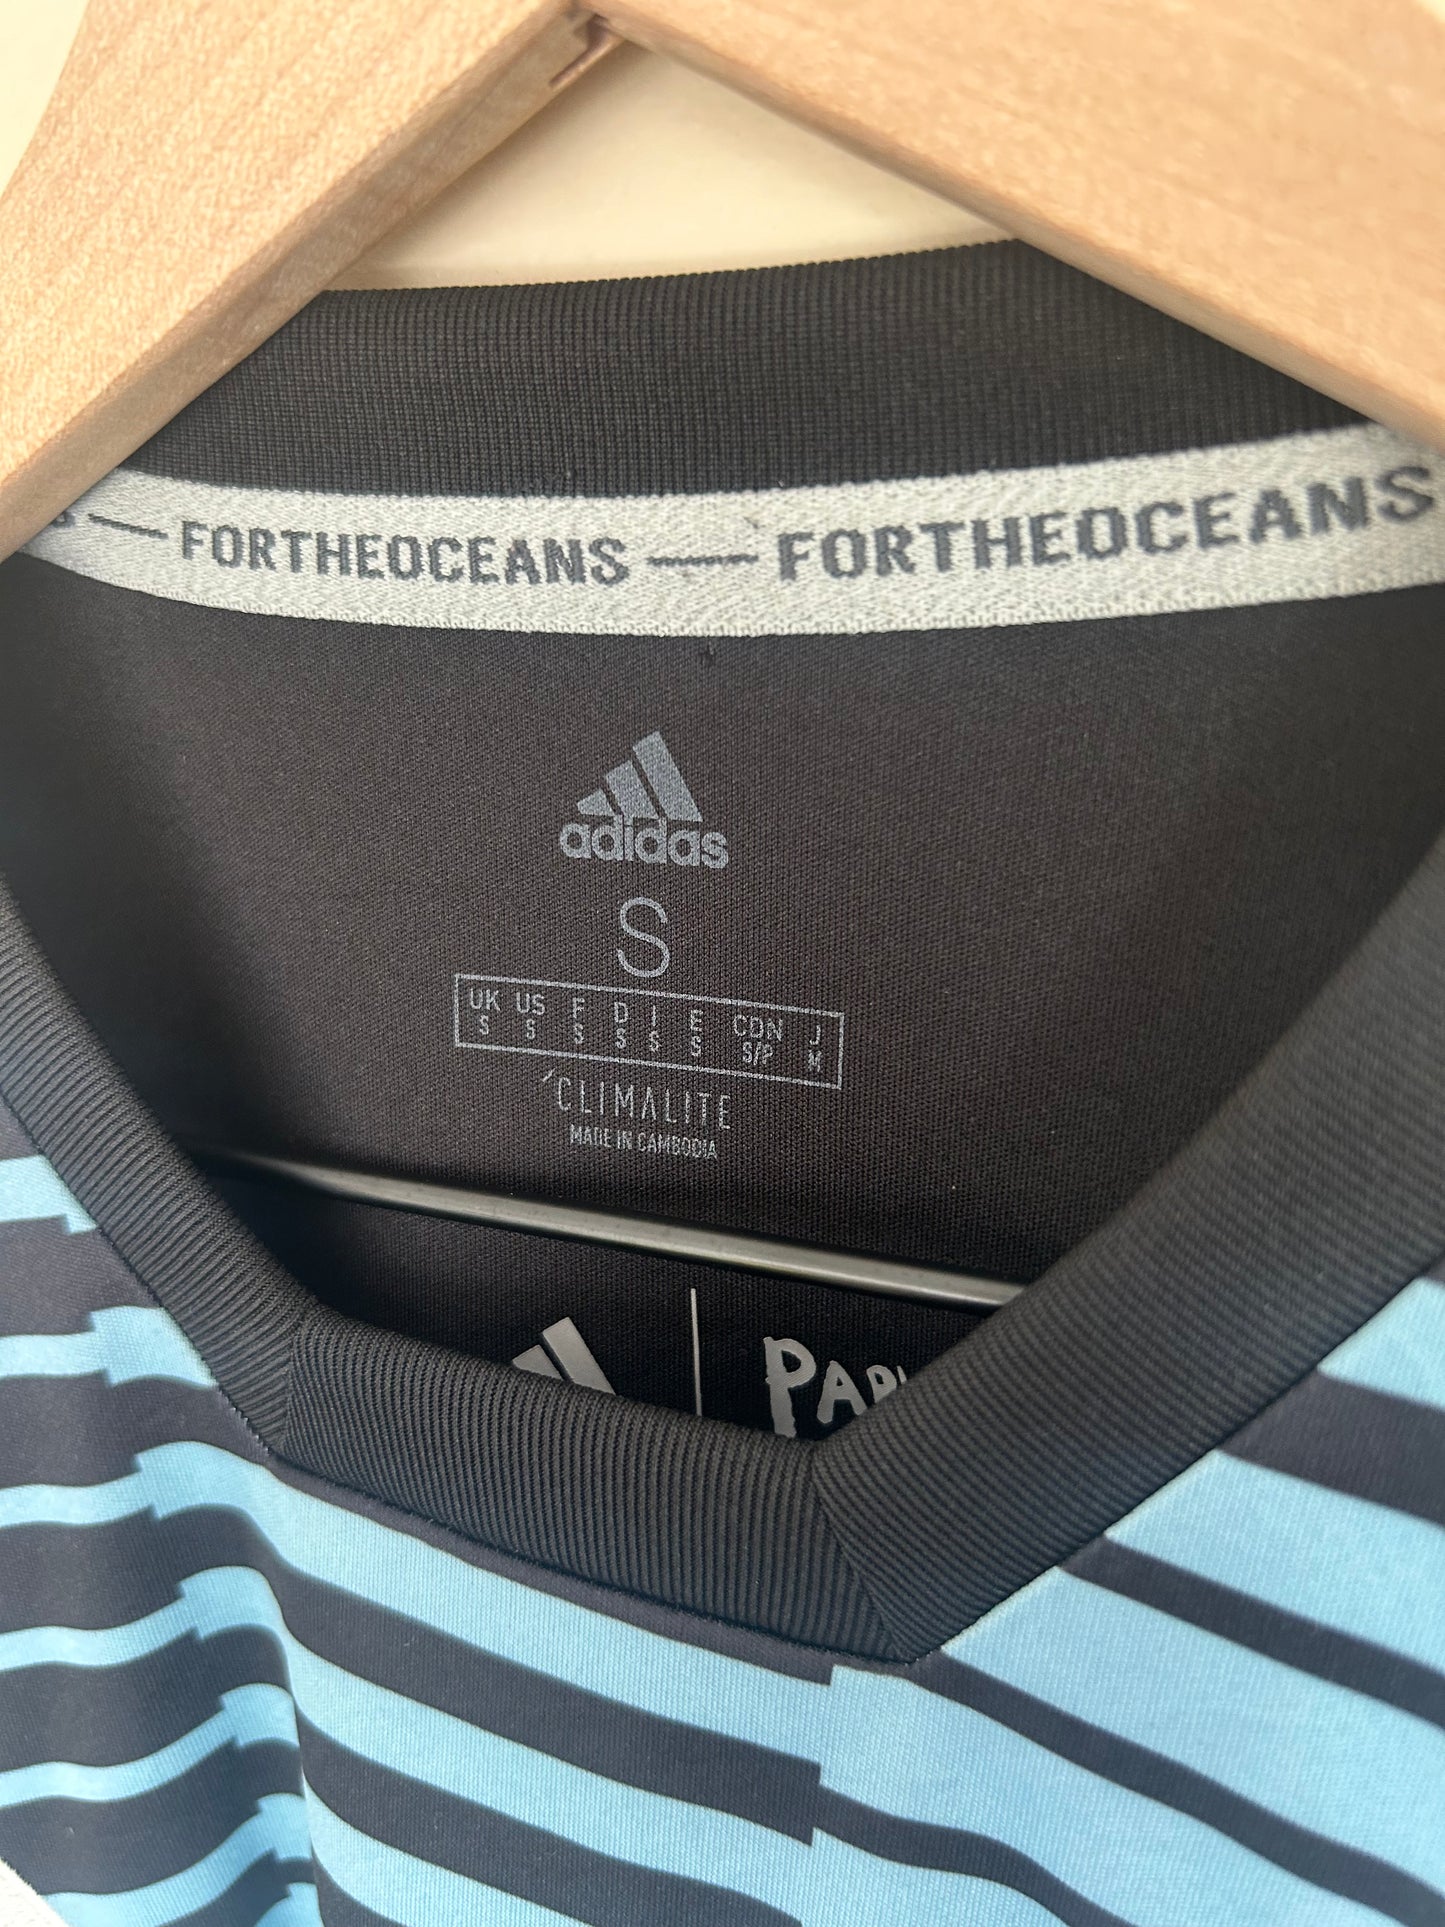 S — FORTHEOCEANS — FORTHEOCEANS
adidas
S
UK US F D I E CDN J
S S S S S S S/P M
CLIMALITE
MADE IN CAMBODIA